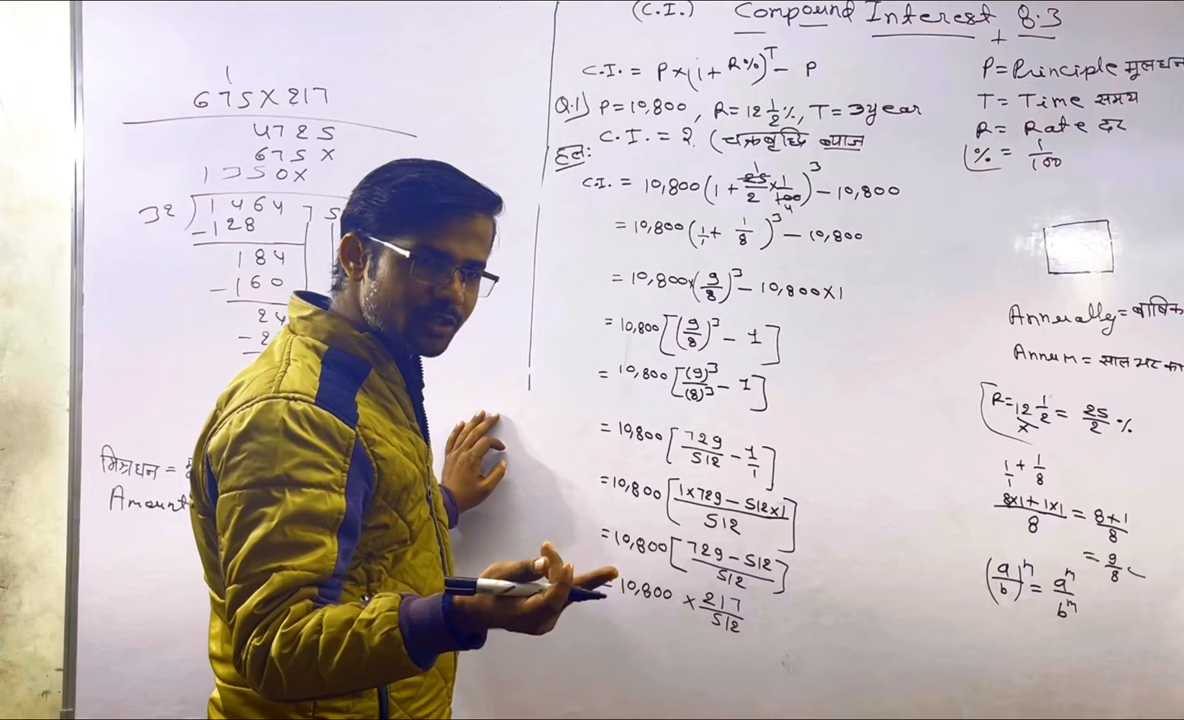 (C.I.) Compound Interest 8.3
C.I. = P×(1+R%)^T - P
Q.1) P=10,800, R=12 1/2 %, T=3year
C.I. = ? (चक्रवृद्धि ब्याज
हल:
C.I. = 10,800(1+25/2×1/100)^3 - 10,800
1
4
= 10,800(1/1+1/8)^3 - 10,800
= 10,800×(9/8)^3 - 10,800×1
= 10,800[(9/8)^3 - 1]
= 10,800[(9)^3/(8)^3 - 1]
= 10,800[729/512 - 1/1]
= 10,800[1×729-512×1/512]
= 10,800[729-512/512]
= 10,800×217/512
1
675×217
4725
675×
1350×
32)1464
-128
184
-160
24
मिश्रधन =
Amount
P=Principle मूलधन
T=Time समय
R= Rate दर
1% = 1/100
Annually=वार्षिक
Annum= साल भर का
R=12 1/2 = 25/2 %
×
1/1+1/8
8×1+1×1/8 = 8+1/8
= 9/8
(a/b)^n = a^n/b^n